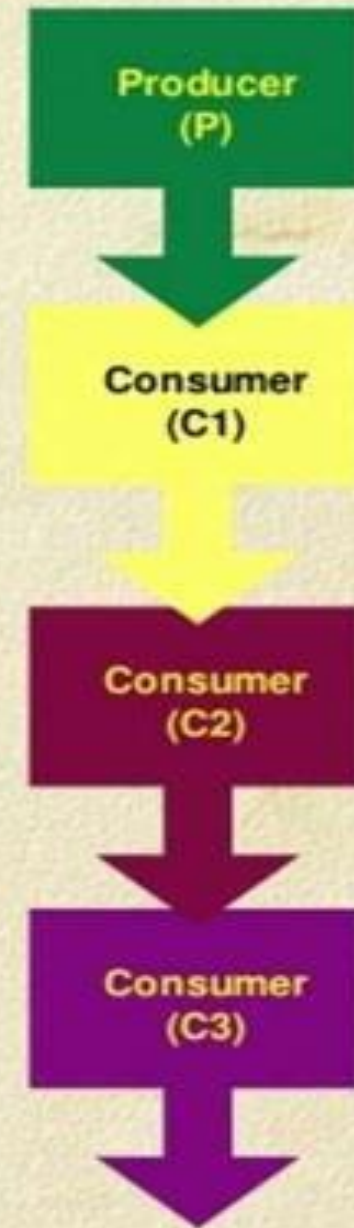 Producer
(P)
Consumer
(C1)
Consumer
(C2)
Consumer
(C3)